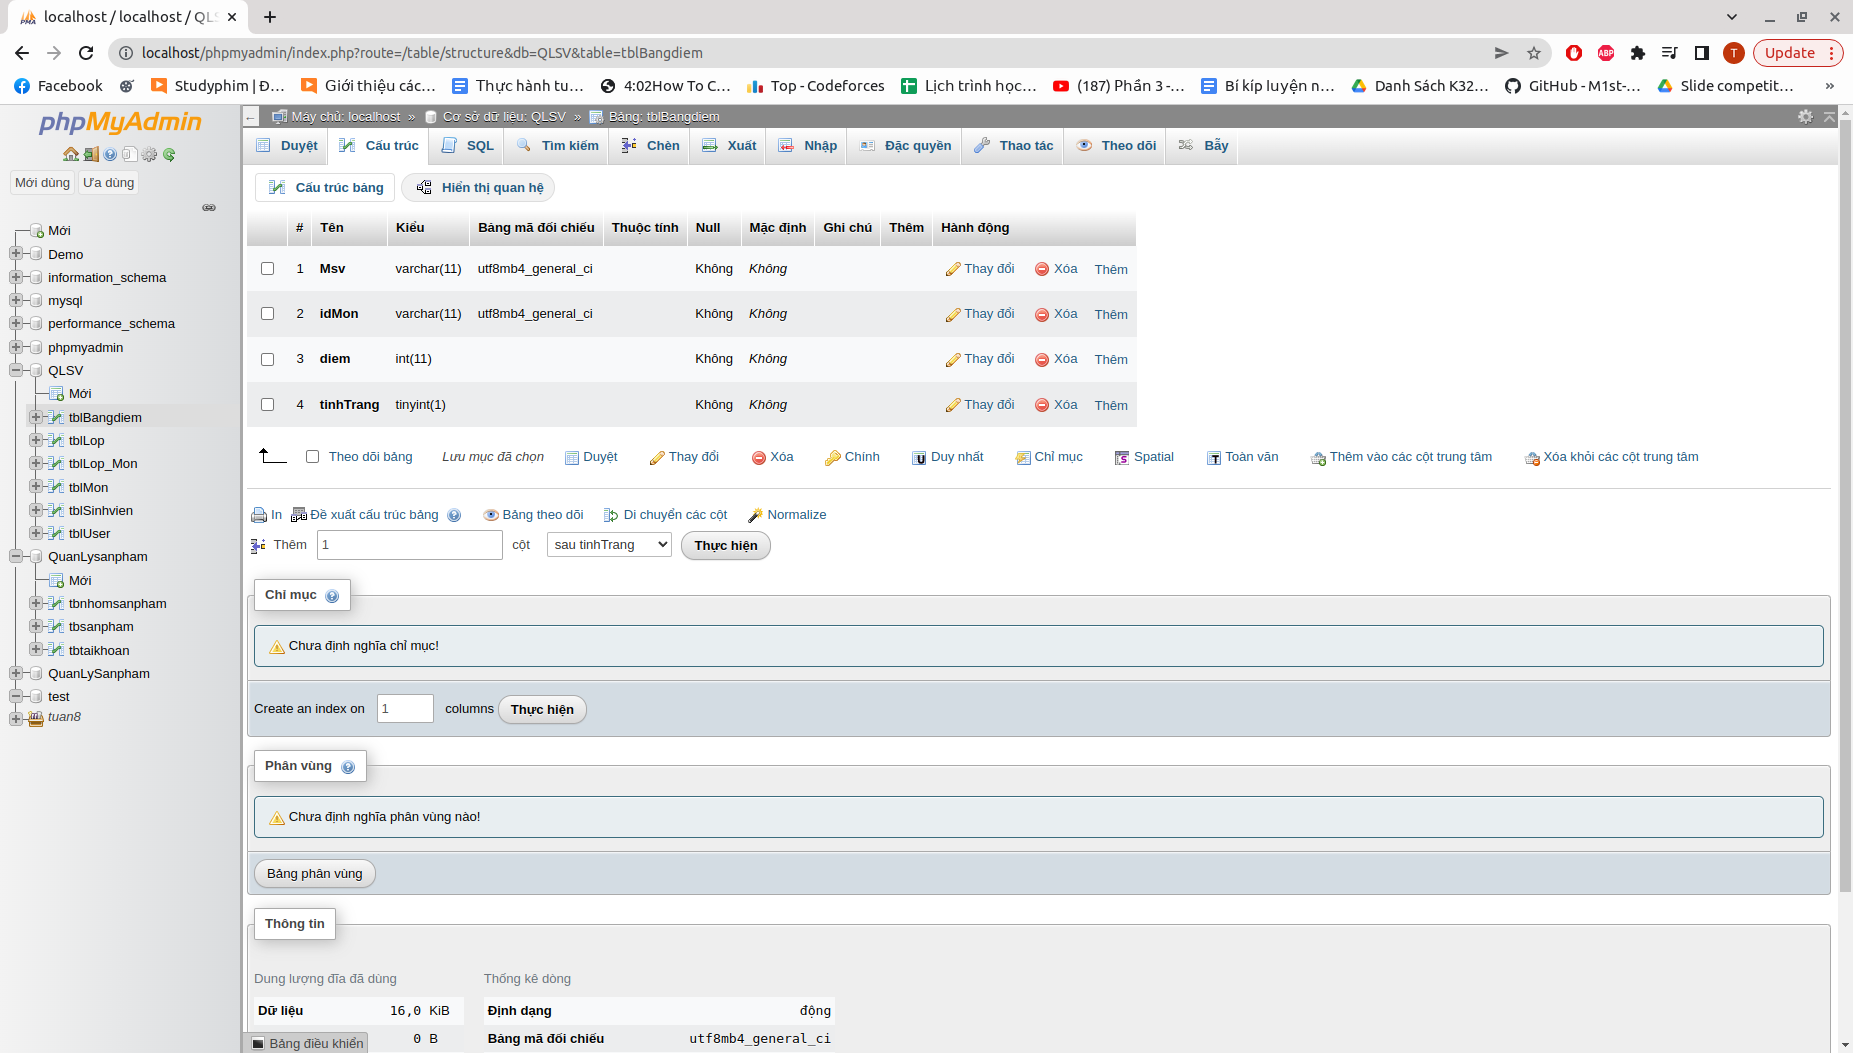 localhost / localhost / QLS
localhost/phpmyadmin/index.php?route=/table/structure&db=QLSV&table=tblBangdiem
ABP
T
Update
Facebook
Studyphim | Đ…
Giới thiệu các…
Thực hành tu…
4:02How To C…
Top - Codeforces
Lịch trình học…
(187) Phần 3 -…
Bí kíp luyện n…
Danh Sách K32…
GitHub - M1st-…
Slide competit…
»
phpMyAdmin
Mới dùng
Ưa dùng
Mới
Demo
information_schema
mysql
performance_schema
phpmyadmin
QLSV
Mới
tblBangdiem
tblLop
tblLop_Mon
tblMon
tblSinhvien
tblUser
QuanLysanpham
Mới
tbnhomsanpham
tbsanpham
tbtaikhoan
QuanLySanpham
test
tuan8
Máy chủ: localhost » Cơ sở dữ liệu: QLSV » Bảng: tblBangdiem
Duyệt Cấu trúc SQL Tìm kiếm Chèn Xuất Nhập Đặc quyền Thao tác Theo dõi Bẫy
Cấu trúc bảng Hiển thị quan hệ
# Tên Kiểu Bảng mã đối chiếu Thuộc tính Null Mặc định Ghi chú Thêm Hành động
1 Msv varchar(11) utf8mb4_general_ci Không Không Thay đổi Xóa Thêm
2 idMon varchar(11) utf8mb4_general_ci Không Không Thay đổi Xóa Thêm
3 diem int(11) Không Không Thay đổi Xóa Thêm
4 tinhTrang tinyint(1) Không Không Thay đổi Xóa Thêm
Theo dõi bảng Lưu mục đã chọn Duyệt Thay đổi Xóa Chính Duy nhất Chỉ mục Spatial Toàn văn Thêm vào các cột trung tâm Xóa khỏi các cột trung tâm
In Đề xuất cấu trúc bảng Bảng theo dõi Di chuyển các cột Normalize
Thêm 1 cột sau tinhTrang Thực hiện
Chỉ mục
Chưa định nghĩa chỉ mục!
Create an index on 1 columns Thực hiện
Phân vùng
Chưa định nghĩa phân vùng nào!
Bảng phân vùng
Thông tin
Dung lượng đĩa đã dùng
Dữ liệu 16,0 KiB
0 B
Thống kê dòng
Định dạng động
Bảng mã đối chiếu utf8mb4_general_ci
Bảng điều khiển